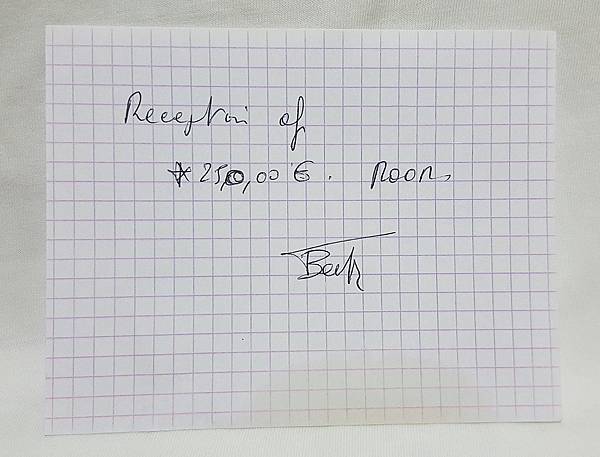 Reception of
* 250,00 €. Room,